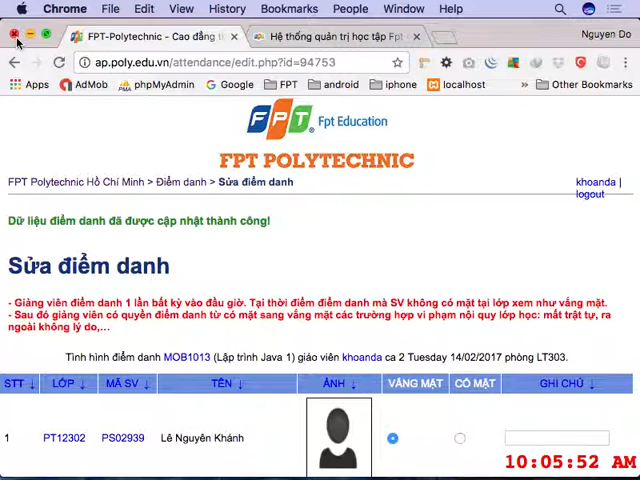 Chrome File Edit View History Bookmarks People Window Help
FPT-Polytechnic - Cao đẳng th Hệ thống quản trị học tập Fpt Nguyen Do
ap.poly.edu.vn/attendance/edit.php?id=94753
Apps AdMob phpMyAdmin Google FPT android iphone localhost >> Other Bookmarks
FPT Fpt Education
FPT POLYTECHNIC
FPT Polytechnic Hồ Chí Minh > Điểm danh > Sửa điểm danh khoanda |
logout
Dữ liệu điểm danh đã được cập nhật thành công!
Sửa điểm danh
- Giảng viên điểm danh 1 lần bất kỳ vào đầu giờ. Tại thời điểm điểm danh mà SV không có mặt tại lớp xem như vắng mặt.
- Sau đó giảng viên có quyền điểm danh từ có mặt sang vắng mặt các trường hợp vi phạm nội quy lớp học: mất trật tự, ra
ngoài không lý do,...
Tình hình điểm danh MOB1013 (Lập trình Java 1) giáo viên khoanda ca 2 Tuesday 14/02/2017 phòng LT303.
STT ↓ LỚP ↓ MÃ SV ↓ TÊN ↓ ẢNH ↓ VẮNG MẶT CÓ MẶT GHI CHÚ ↓
1 PT12302 PS02939 Lê Nguyên Khánh
10:05:52 AM